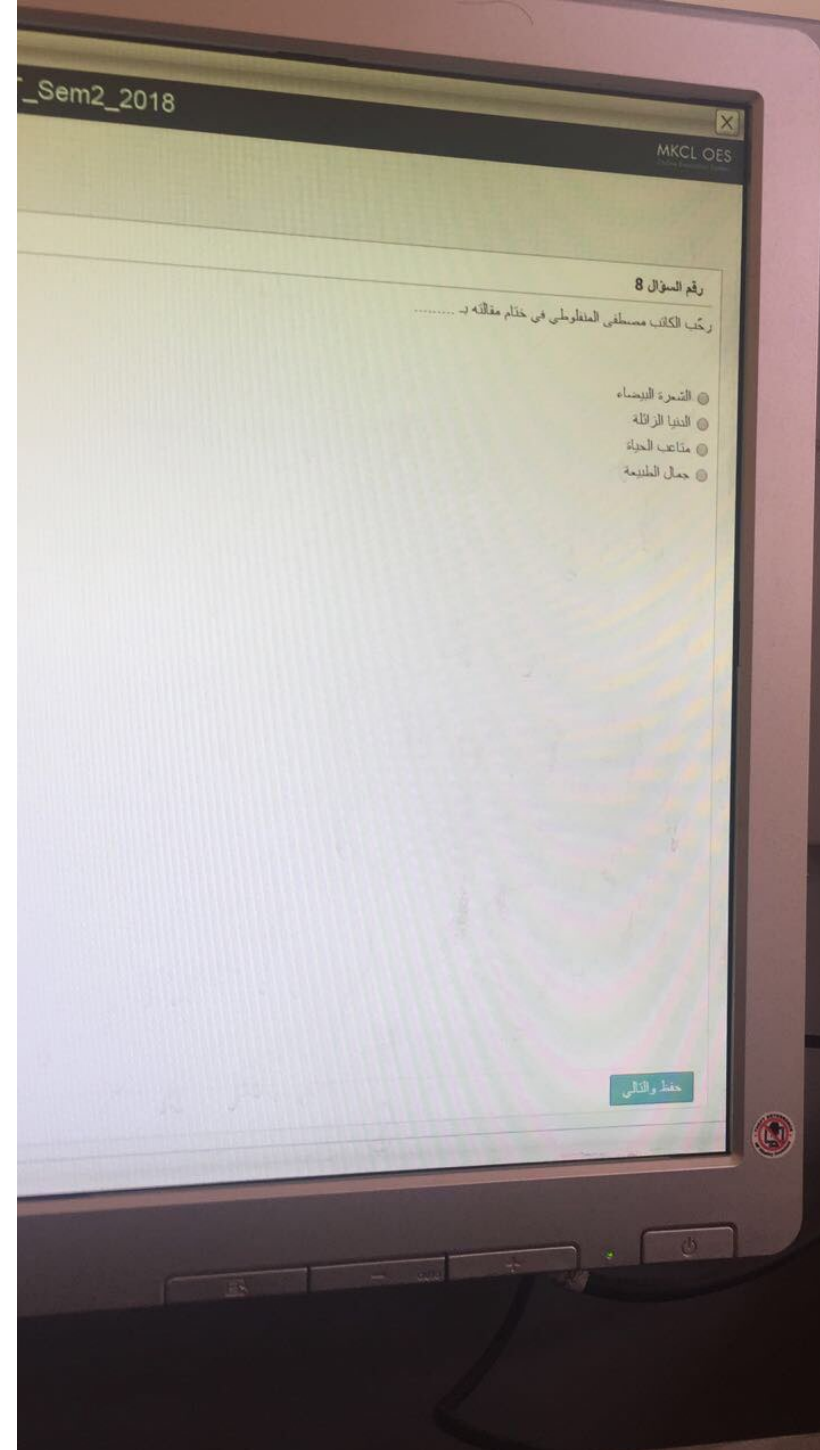 _Sem2_2018
MKCL OES
رقم السؤال 8
رحّب الكاتب مصطفى المنفلوطي في ختام مقالته بـ .........
الشعرة البيضاء
الدنيا الزائلة
متاعب الحياة
جمال الطبيعة
حفظ والتالي